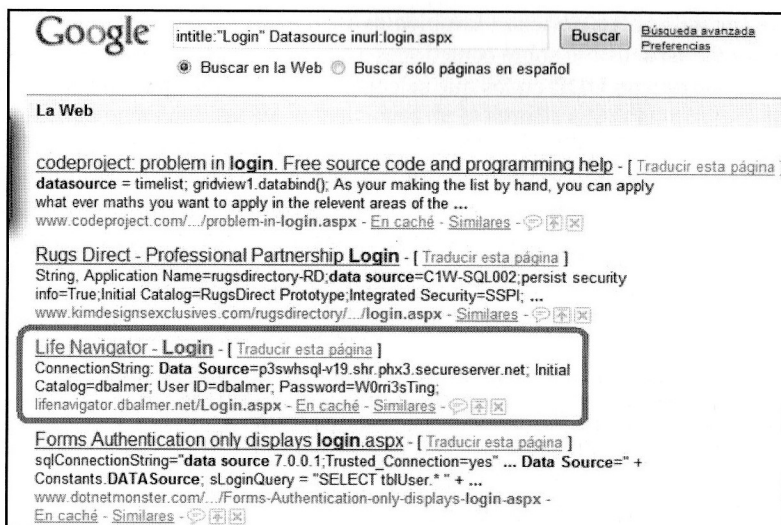 Google
intitle:"Login" Datasource inurl:login.aspx Buscar Búsqueda avanzada
Preferencias
Buscar en la Web Buscar sólo páginas en español
La Web
codeproject: problem in login. Free source code and programming help - [ Traducir esta página ]
datasource = timelist; gridview1.databind(); As your making the list by hand, you can apply
what ever maths you want to apply in the relevent areas of the ...
www.codeproject.com/.../problem-in-login.aspx - En caché - Similares -
Rugs Direct - Professional Partnership Login - [ Traducir esta página ]
String, Application Name=rugsdirectory-RD;data source=C1W-SQL002;persist security
info=True;Initial Catalog=RugsDirect Prototype;Integrated Security=SSPI; ...
www.kimdesignsexclusives.com/rugsdirectory/.../login.aspx - Similares -
Life Navigator - Login - [ Traducir esta página ]
ConnectionString: Data Source=p3swhsql-v19.shr.phx3.secureserver.net; Initial
Catalog=dbalmer; User ID=dbalmer; Password=W0rri3sTing;
lifenavigator.dbalmer.net/Login.aspx - En caché - Similares -
Forms Authentication only displays login.aspx - [ Traducir esta página ]
sqlConnectionString="data source 7.0.0.1;Trusted_Connection=yes" ... Data Source=" +
Constants.DATASource; sLoginQuery = "SELECT tblUser.* " + ...
www.dotnetmonster.com/.../Forms-Authentication-only-displays-login-aspx -
En caché - Similares -